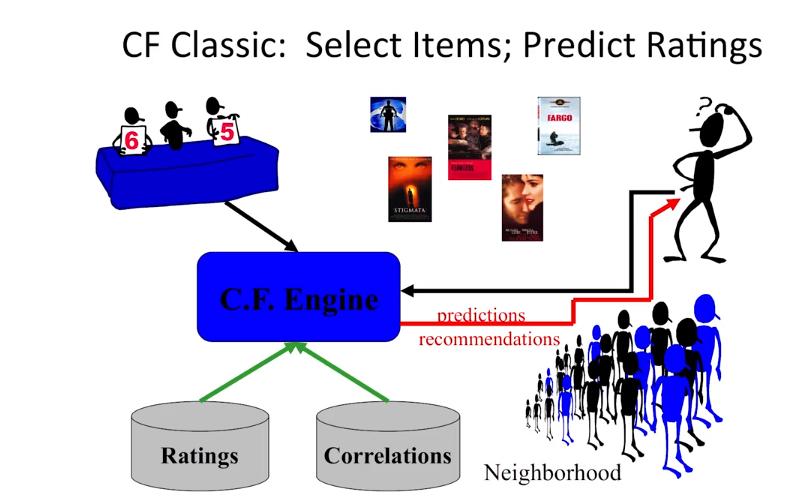 CF Classic: Select Items; Predict Ratings
6
5
?
FARGO
STIGMATA
C.F. Engine
predictions
recommendations
Ratings
Correlations
Neighborhood